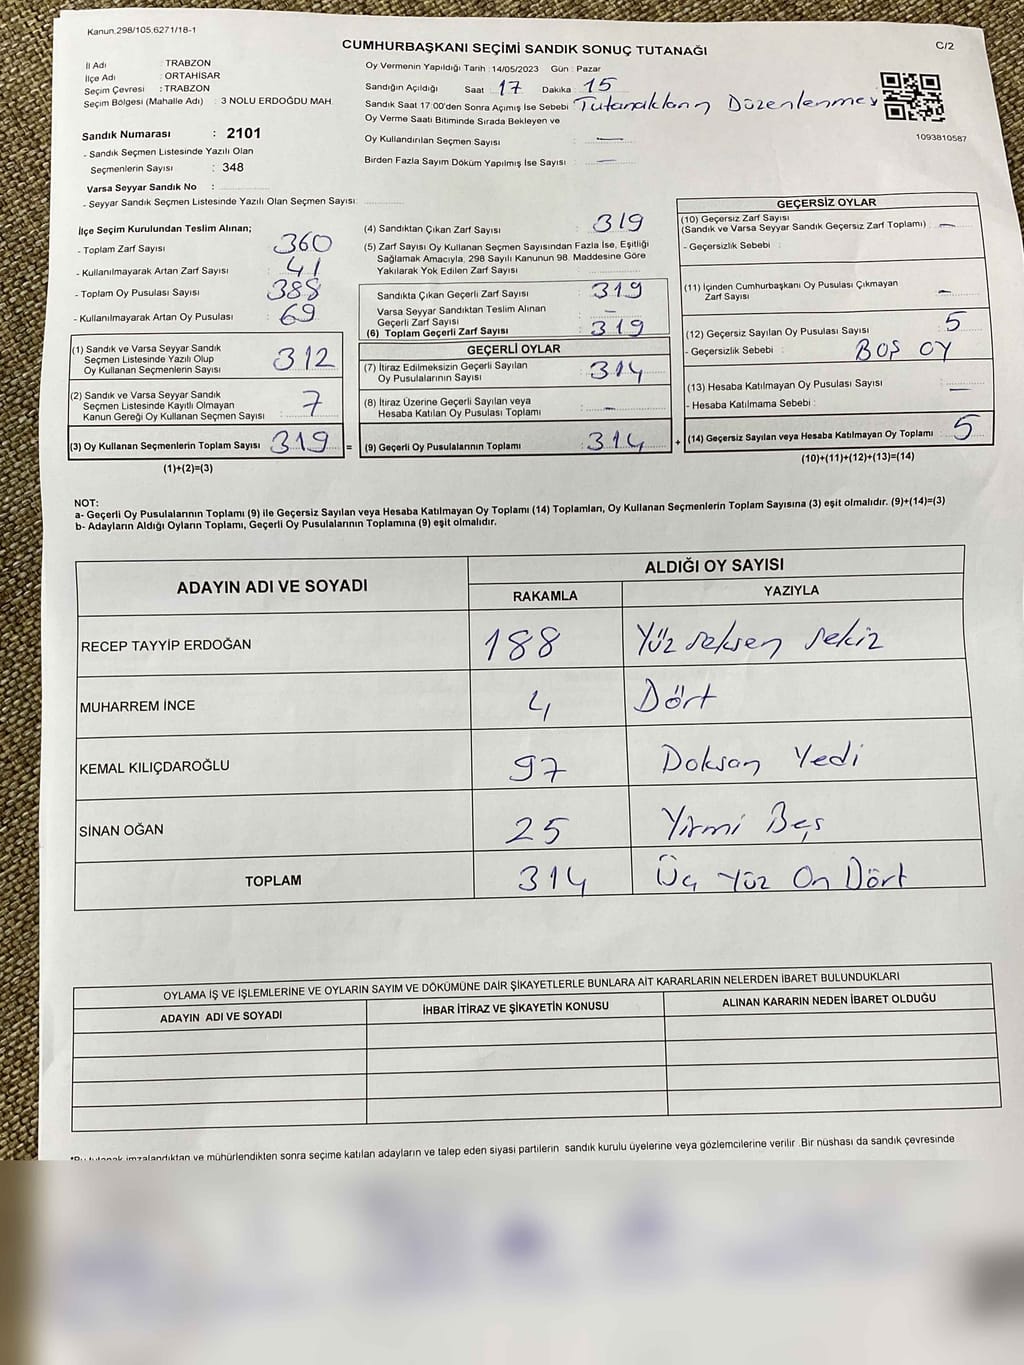 Kanun.298/105.6271/18-1
C/2
CUMHURBAŞKANI SEÇİMİ SANDIK SONUÇ TUTANAĞI
İl Adı : TRABZON
İlçe Adı : ORTAHİSAR
Seçim Çevresi : TRABZON
Seçim Bölgesi (Mahalle Adı) : 3 NOLU ERDOĞDU MAH.
Sandık Numarası : 2101
- Sandık Seçmen Listesinde Yazılı Olan
Seçmenlerin Sayısı : 348
Varsa Seyyar Sandık No :
- Seyyar Sandık Seçmen Listesinde Yazılı Olan Seçmen Sayısı:
Oy Vermenin Yapıldığı Tarih : 14/05/2023 Gün : Pazar
Sandığın Açıldığı Saat : 17 Dakika : 15
Sandık Saat 17:00'den Sonra Açımış İse Sebebi : Tutanakların Düzenlenmesi
Oy Verme Saati Bitiminde Sırada Bekleyen ve
Oy Kullandırılan Seçmen Sayısı : —
Birden Fazla Sayım Döküm Yapılmış İse Sayısı : —
1093810587
İlçe Seçim Kurulundan Teslim Alınan;
- Toplam Zarf Sayısı : 360
- Kullanılmayarak Artan Zarf Sayısı : 41
- Toplam Oy Pusulası Sayısı : 388
- Kullanılmayarak Artan Oy Pusulası : 69
(1) Sandık ve Varsa Seyyar Sandık
Seçmen Listesinde Yazılı Olup
Oy Kullanan Seçmenlerin Sayısı : 312
(2) Sandık ve Varsa Seyyar Sandık
Seçmen Listesinde Kayıtlı Olmayan
Kanun Gereği Oy Kullanan Seçmen Sayısı : 7
(3) Oy Kullanan Seçmenlerin Toplam Sayısı : 319 =
(1)+(2)=(3)
(4) Sandıktan Çıkan Zarf Sayısı : 319
(5) Zarf Sayısı Oy Kullanan Seçmen Sayısından Fazla İse, Eşitliği
Sağlamak Amacıyla, 298 Sayılı Kanunun 98. Maddesine Göre
Yakılarak Yok Edilen Zarf Sayısı :
Sandıkta Çıkan Geçerli Zarf Sayısı : 319
Varsa Seyyar Sandıktan Teslim Alınan
Geçerli Zarf Sayısı : —
(6) Toplam Geçerli Zarf Sayısı : 319
GEÇERLİ OYLAR
(7) İtiraz Edilmeksizin Geçerli Sayılan
Oy Pusulalarının Sayısı : 314
(8) İtiraz Üzerine Geçerli Sayılan veya
Hesaba Katılan Oy Pusulası Toplamı : —
(9) Geçerli Oy Pusulalarının Toplamı : 314 +
GEÇERSİZ OYLAR
(10) Geçersiz Zarf Sayısı
(Sandık ve Varsa Seyyar Sandık Geçersiz Zarf Toplamı) : —
- Geçersizlik Sebebi :
(11) İçinden Cumhurbaşkanı Oy Pusulası Çıkmayan
Zarf Sayısı : —
(12) Geçersiz Sayılan Oy Pusulası Sayısı : 5
- Geçersizlik Sebebi : BOŞ OY
(13) Hesaba Katılmayan Oy Pusulası Sayısı : —
- Hesaba Katılmama Sebebi :
(14) Geçersiz Sayılan veya Hesaba Katılmayan Oy Toplamı : 5
(10)+(11)+(12)+(13)=(14)
NOT:
a- Geçerli Oy Pusulalarının Toplamı (9) ile Geçersiz Sayılan veya Hesaba Katılmayan Oy Toplamı (14) Toplamları, Oy Kullanan Seçmenlerin Toplam Sayısına (3) eşit olmalıdır. (9)+(14)=(3)
b- Adayların Aldığı Oyların Toplamı, Geçerli Oy Pusulalarının Toplamına (9) eşit olmalıdır.
ADAYIN ADI VE SOYADI
ALDIĞI OY SAYISI
RAKAMLA YAZIYLA
RECEP TAYYİP ERDOĞAN 188 Yüz seksen sekiz
MUHARREM İNCE 4 Dört
KEMAL KILIÇDAROĞLU 97 Doksan Yedi
SİNAN OĞAN 25 Yirmi Beş
TOPLAM 314 Üç Yüz On Dört
OYLAMA İŞ VE İŞLEMLERİNE VE OYLARIN SAYIM VE DÖKÜMÜNE DAİR ŞİKAYETLERLE BUNLARA AİT KARARLARIN NELERDEN İBARET BULUNDUKLARI
ADAYIN ADI VE SOYADI İHBAR İTİRAZ VE ŞİKAYETİN KONUSU ALINAN KARARIN NEDEN İBARET OLDUĞU
*Bu tutanak imzalandıktan ve mühürlendikten sonra seçime katılan adayların ve talep eden siyasi partilerin sandık kurulu üyelerine veya gözlemcilerine verilir .Bir nüshası da sandık çevresinde